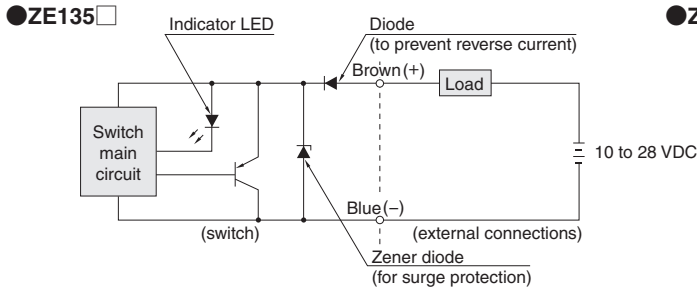 ●ZE135□
●Z
Indicator LED
Diode
(to prevent reverse current)
Brown (+)
Load
Switch
main
circuit
10 to 28 VDC
Blue (–)
(switch)
(external connections)
Zener diode
(for surge protection)